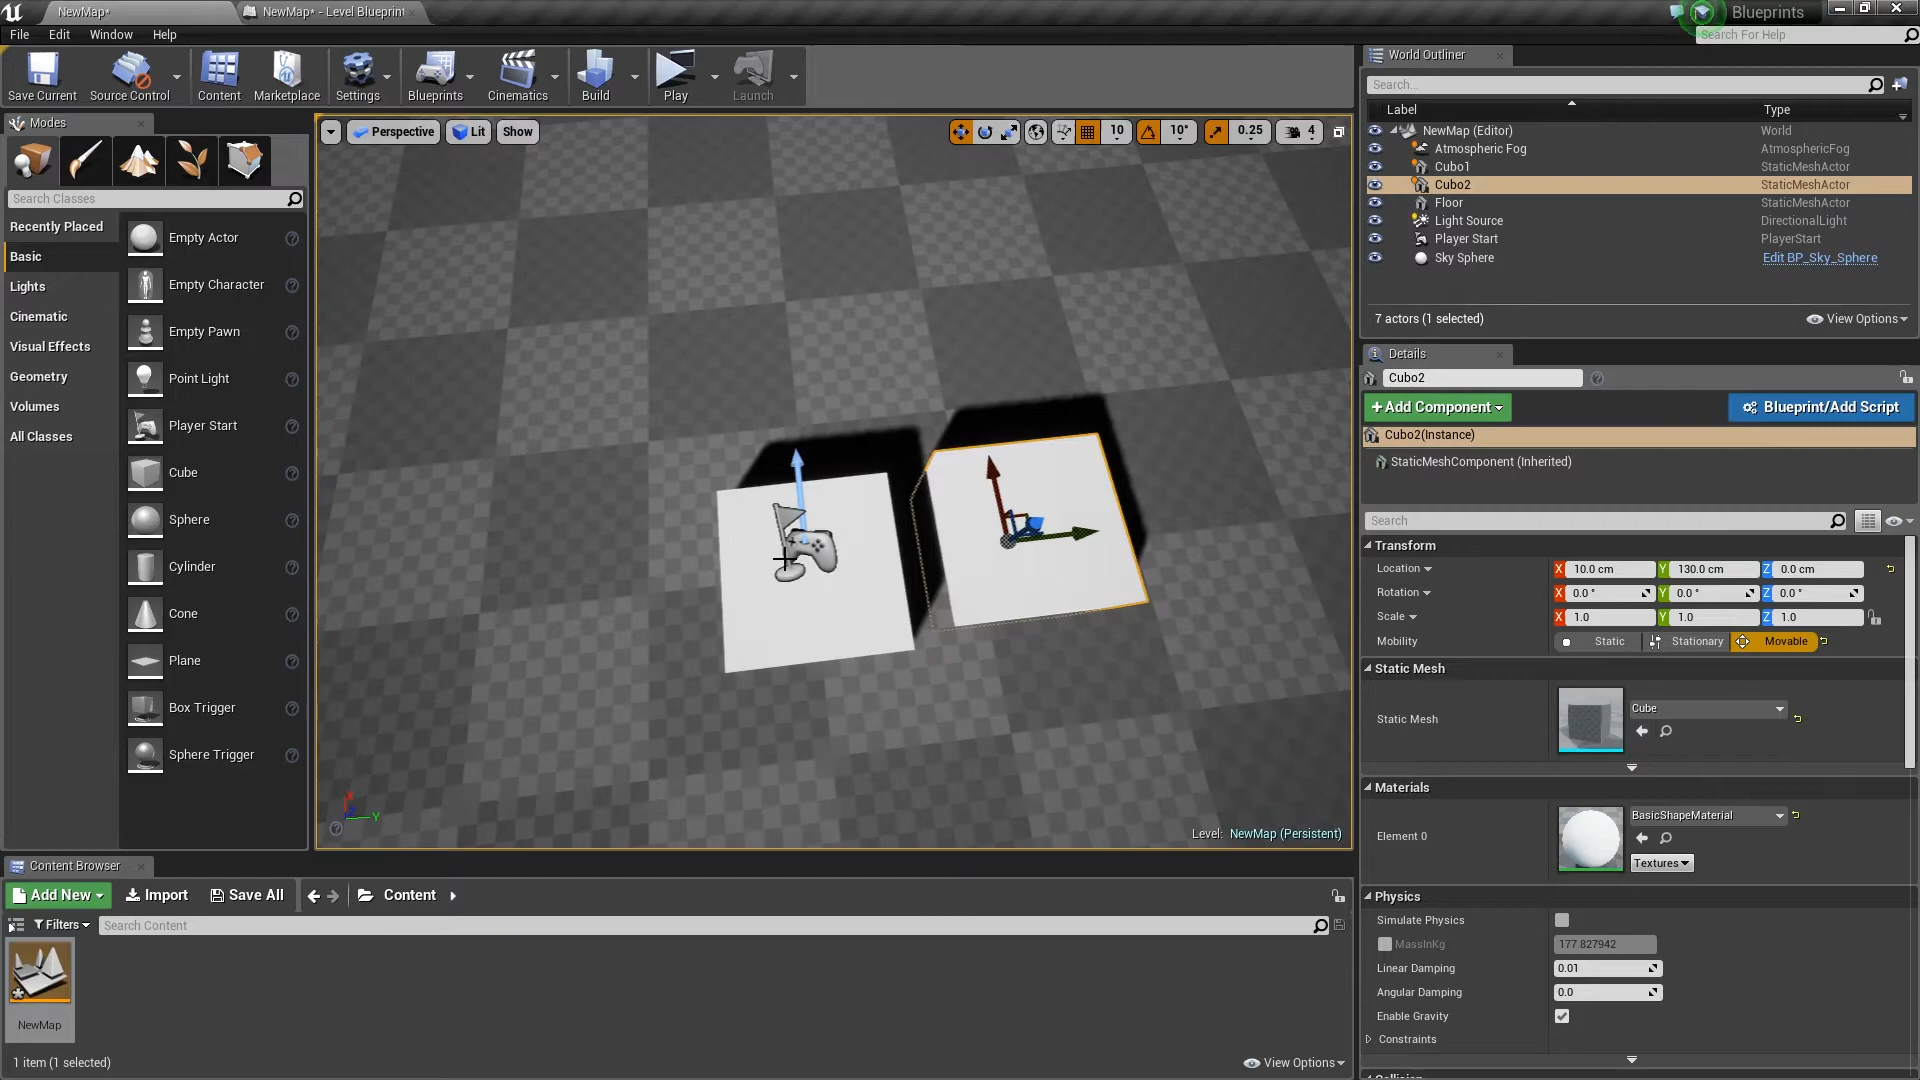 NewMap*
NewMap* - Level Blueprint
Blueprints
File
Edit
Window
Help
Search For Help
Save Current
Source Control
Content
Marketplace
Settings
Blueprints
Cinematics
Build
Play
Launch
Modes
Search Classes
Recently Placed
Basic
Lights
Cinematic
Visual Effects
Geometry
Volumes
All Classes
Empty Actor
Empty Character
Empty Pawn
Point Light
Player Start
Cube
Sphere
Cylinder
Cone
Plane
Box Trigger
Sphere Trigger
Perspective
Lit
Show
10
10°
0.25
4
X
Y
Level: NewMap (Persistent)
World Outliner
Search...
Label
Type
NewMap (Editor)
World
Atmospheric Fog
AtmosphericFog
Cubo1
StaticMeshActor
Cubo2
StaticMeshActor
Floor
StaticMeshActor
Light Source
DirectionalLight
Player Start
PlayerStart
Sky Sphere
Edit BP_Sky_Sphere
7 actors (1 selected)
View Options
Details
Cubo2
+ Add Component
Blueprint/Add Script
Cubo2(Instance)
StaticMeshComponent (Inherited)
Search
Transform
Location
X 10.0 cm
Y 130.0 cm
Z 0.0 cm
Rotation
X 0.0 °
Y 0.0 °
Z 0.0 °
Scale
X 1.0
Y 1.0
Z 1.0
Mobility
Static
Stationary
Movable
Static Mesh
Static Mesh
Cube
Materials
Element 0
BasicShapeMaterial
Textures
Physics
Simulate Physics
MassInKg
177.827942
Linear Damping
0.01
Angular Damping
0.0
Enable Gravity
Constraints
Content Browser
Add New
Import
Save All
Content
Filters
Search Content
NewMap
1 item (1 selected)
View Options